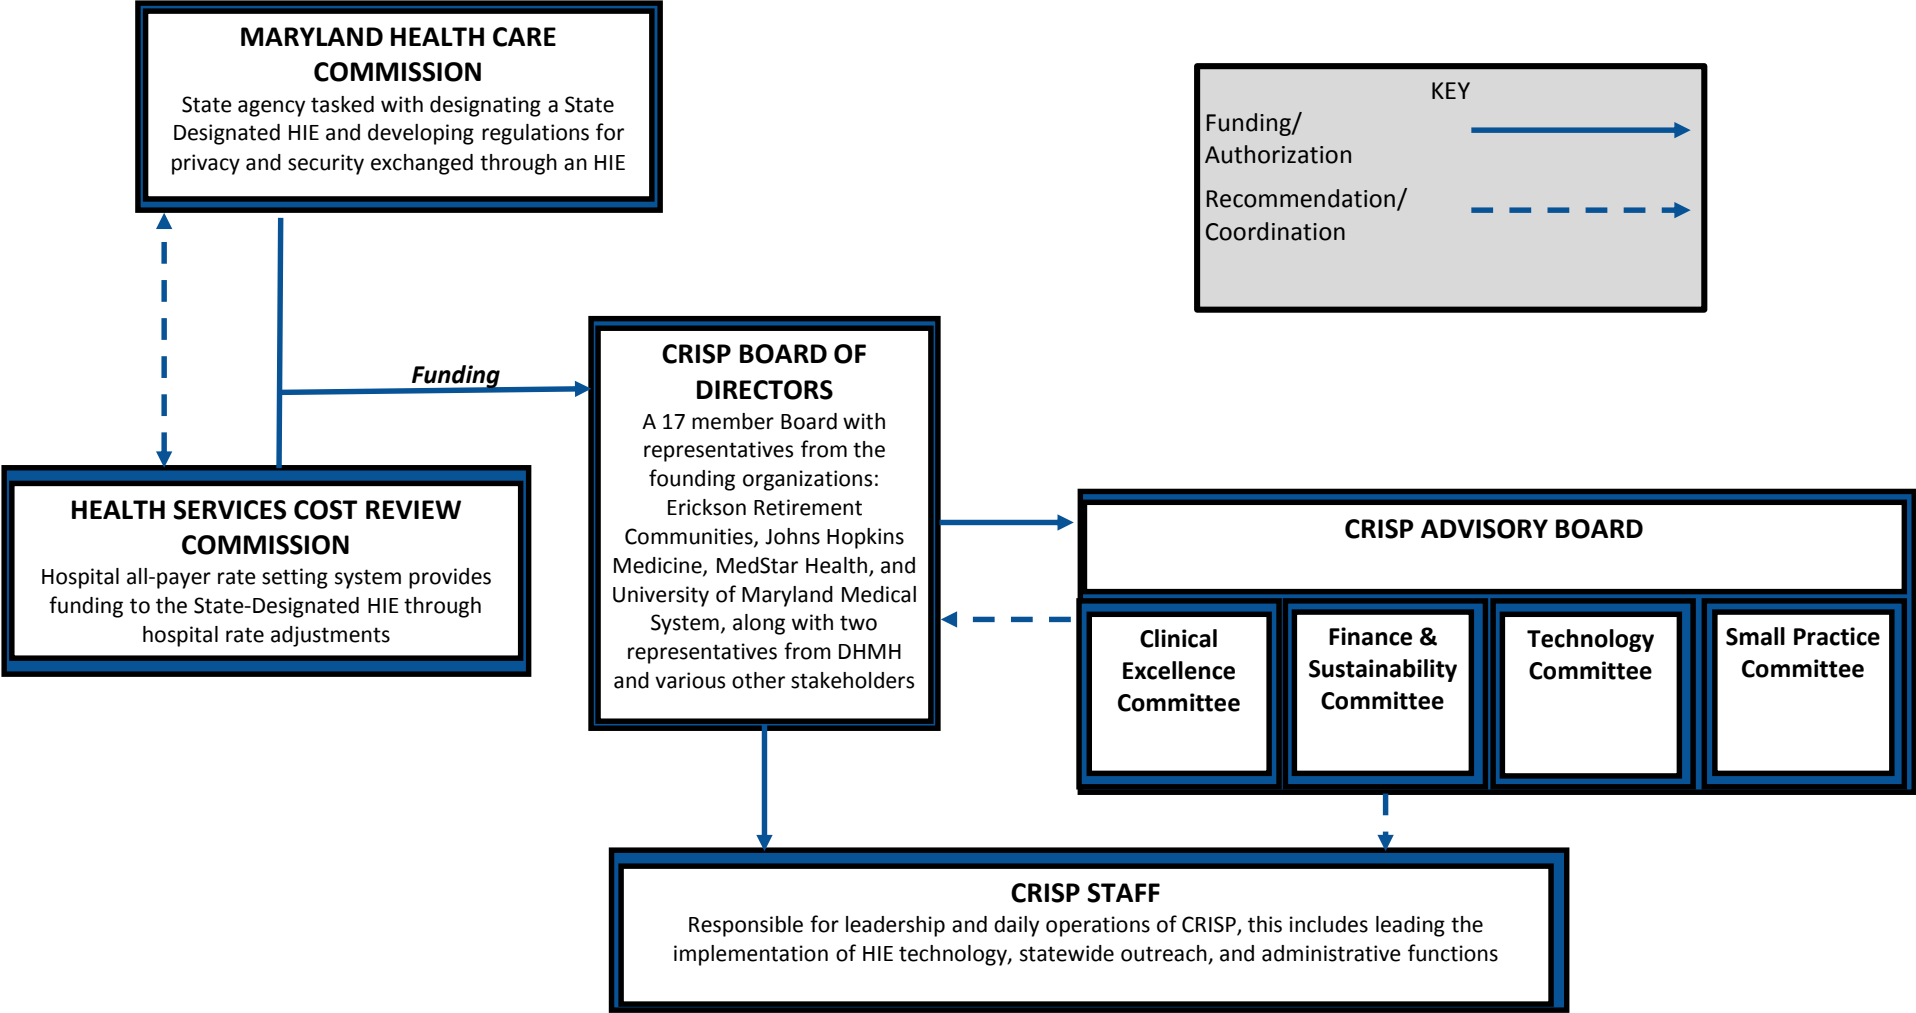 MARYLAND HEALTH CARE
COMMISSION
State agency tasked with designating a State
Designated HIE and developing regulations for
privacy and security exchanged through an HIE
KEY
Funding/
Authorization
Recommendation/
Coordination
Funding
CRISP BOARD OF
DIRECTORS
A 17 member Board with
representatives from the
founding organizations:
Erickson Retirement
Communities, Johns Hopkins
Medicine, MedStar Health, and
University of Maryland Medical
System, along with two
representatives from DHMH
and various other stakeholders
HEALTH SERVICES COST REVIEW
COMMISSION
Hospital all-payer rate setting system provides
funding to the State-Designated HIE through
hospital rate adjustments
CRISP ADVISORY BOARD
Clinical
Excellence
Committee
Finance &
Sustainability
Committee
Technology
Committee
Small Practice
Committee
CRISP STAFF
Responsible for leadership and daily operations of CRISP, this includes leading the
implementation of HIE technology, statewide outreach, and administrative functions